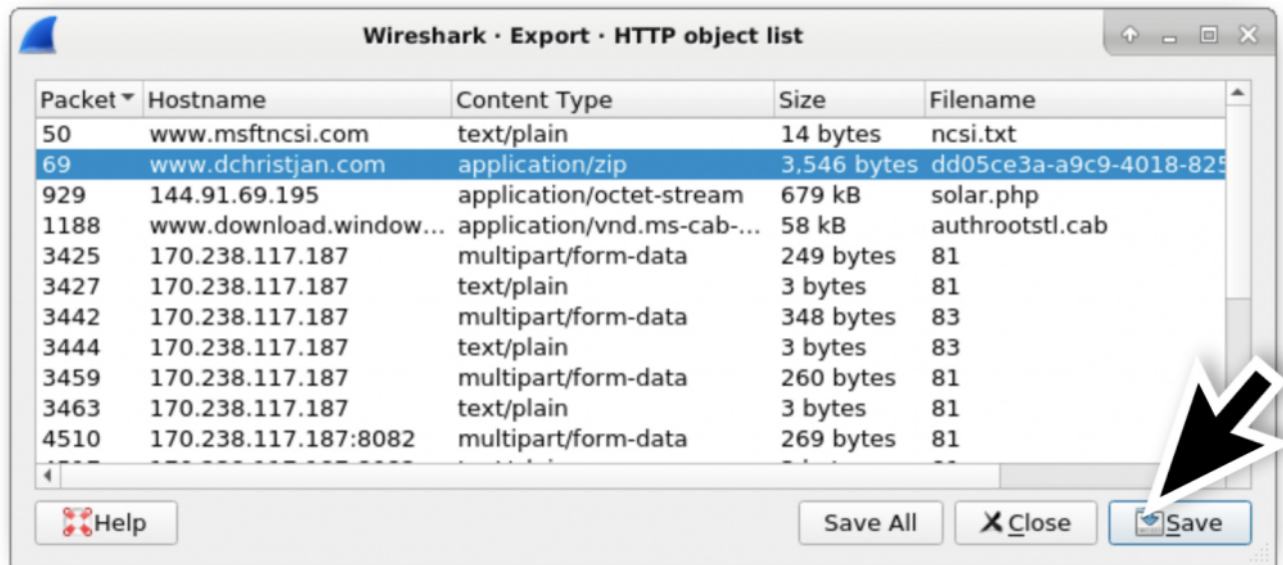 Wireshark · Export · HTTP object list
Packet Hostname Content Type Size Filename
50 www.msftncsi.com text/plain 14 bytes ncsi.txt
69 www.dchristjan.com application/zip 3,546 bytes dd05ce3a-a9c9-4018-825
929 144.91.69.195 application/octet-stream 679 kB solar.php
1188 www.download.window... application/vnd.ms-cab-... 58 kB authrootstl.cab
3425 170.238.117.187 multipart/form-data 249 bytes 81
3427 170.238.117.187 text/plain 3 bytes 81
3442 170.238.117.187 multipart/form-data 348 bytes 83
3444 170.238.117.187 text/plain 3 bytes 83
3459 170.238.117.187 multipart/form-data 260 bytes 81
3463 170.238.117.187 text/plain 3 bytes 81
4510 170.238.117.187:8082 multipart/form-data 269 bytes 81
Help Save All Close Save